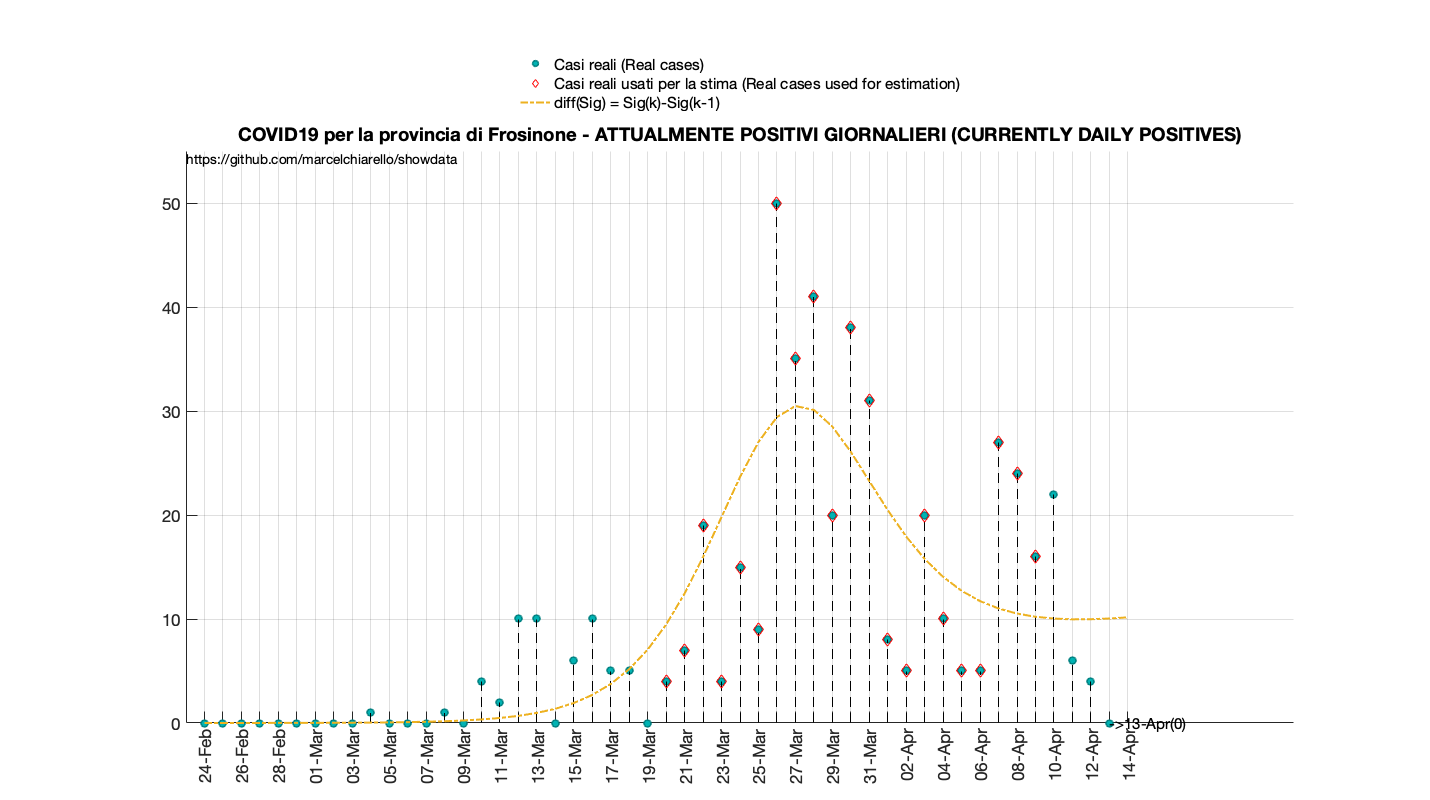 Casi reali (Real cases)
Casi reali usati per la stima (Real cases used for estimation)
diff(Sig) = Sig(k)-Sig(k-1)
COVID19 per la provincia di Frosinone - ATTUALMENTE POSITIVI GIORNALIERI (CURRENTLY DAILY POSITIVES)
https://github.com/marcelchiarello/showdata
50
40
30
20
10
0
->13-Apr(0)
24-Feb
26-Feb
28-Feb
01-Mar
03-Mar
05-Mar
07-Mar
09-Mar
11-Mar
13-Mar
15-Mar
17-Mar
19-Mar
21-Mar
23-Mar
25-Mar
27-Mar
29-Mar
31-Mar
02-Apr
04-Apr
06-Apr
08-Apr
10-Apr
12-Apr
14-Apr